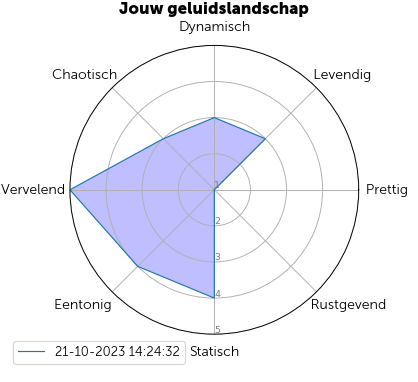 Jouw geluidslandschap
Dynamisch
Chaotisch
Levendig
Vervelend
1
Prettig
2
3
4
Eentonig
Rustgevend
5
21-10-2023 14:24:32
Statisch